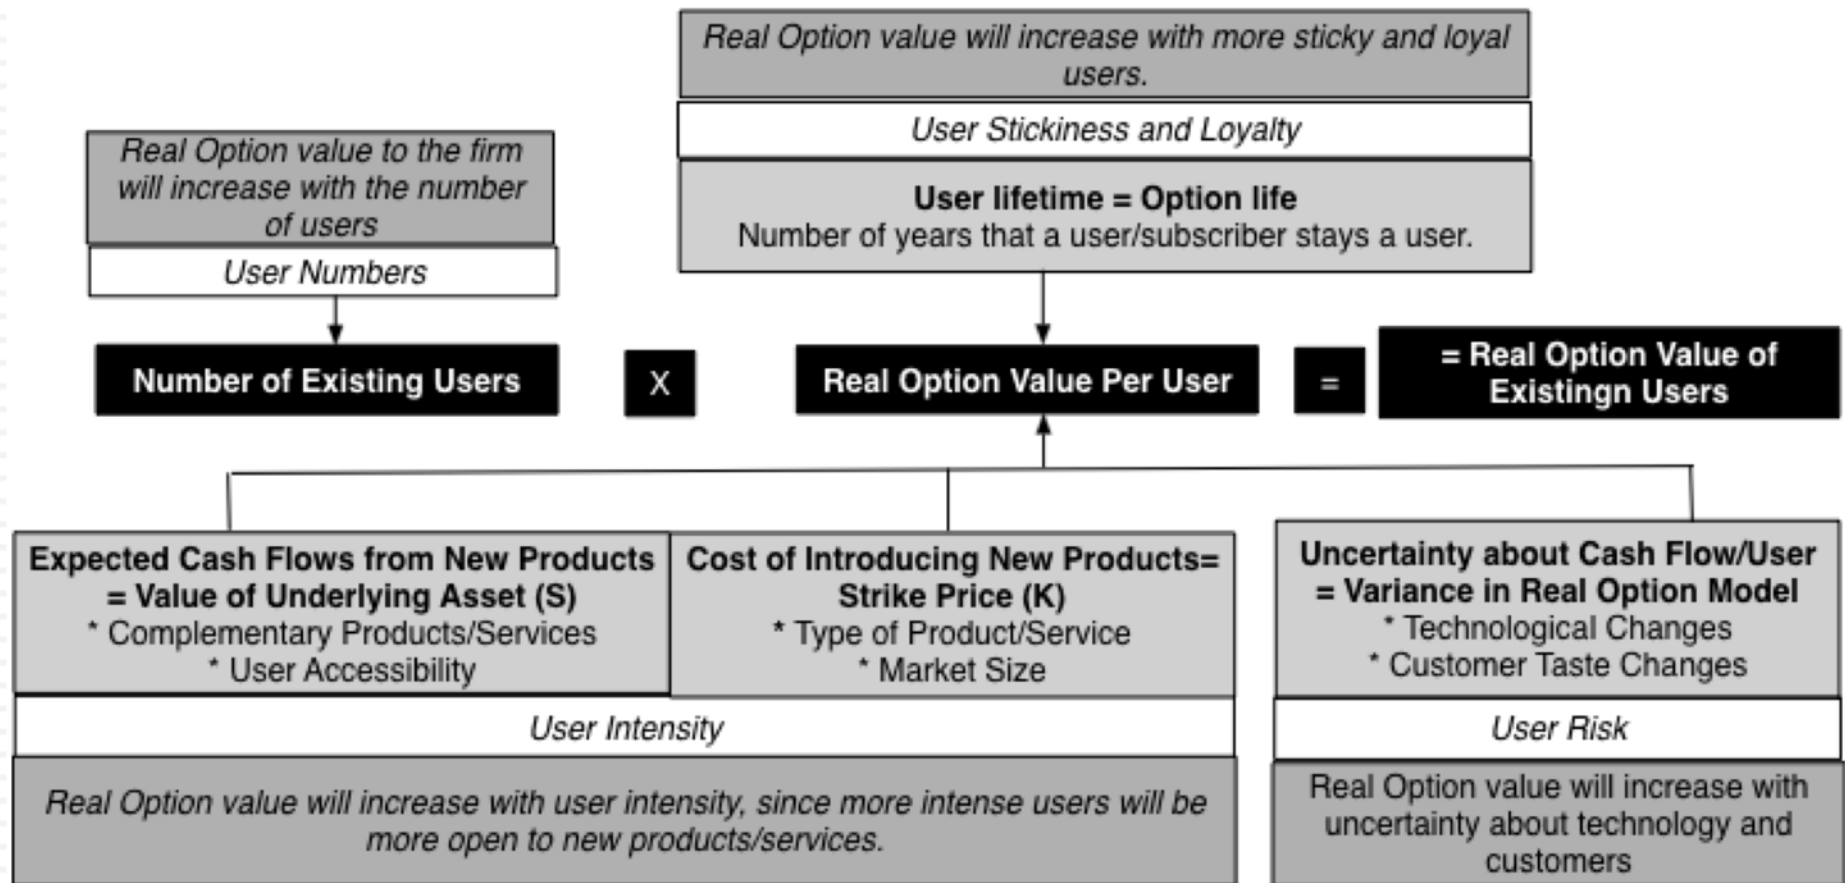 Real Option value will increase with more sticky and loyal
users.
User Stickiness and Loyalty
User lifetime = Option life
Number of years that a user/subscriber stays a user.
Real Option value to the firm
will increase with the number
of users
User Numbers
Number of Existing Users
X
Real Option Value Per User
=
= Real Option Value of
Existingn Users
Expected Cash Flows from New Products
= Value of Underlying Asset (S)
* Complementary Products/Services
* User Accessibility
Cost of Introducing New Products=
Strike Price (K)
* Type of Product/Service
* Market Size
User Intensity
Real Option value will increase with user intensity, since more intense users will be
more open to new products/services.
Uncertainty about Cash Flow/User
= Variance in Real Option Model
* Technological Changes
* Customer Taste Changes
User Risk
Real Option value will increase with
uncertainty about technology and
customers